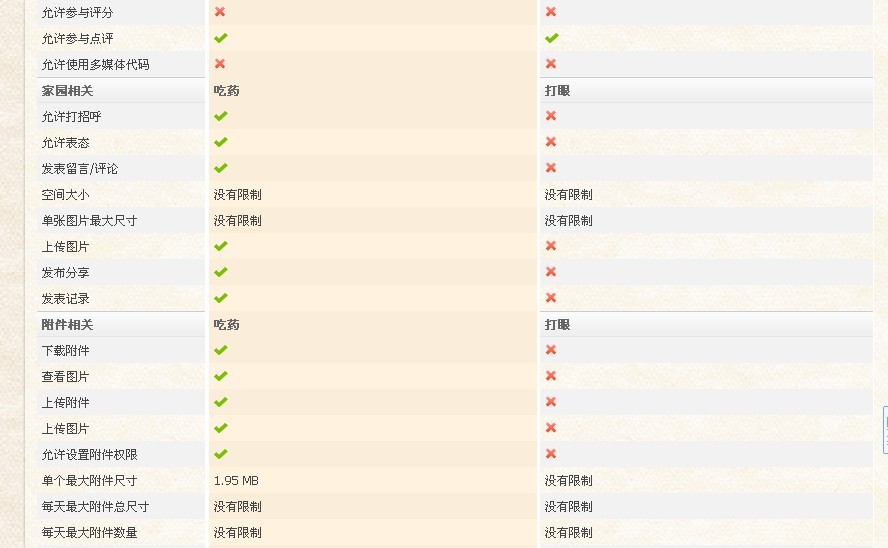 允许参与评分
允许参与点评
允许使用多媒体代码
家园相关 吃药 打眼
允许打招呼
允许表态
发表留言/评论
空间大小 没有限制 没有限制
单张图片最大尺寸 没有限制 没有限制
上传图片
发布分享
发表记录
附件相关 吃药 打眼
下载附件
查看图片
上传附件
上传图片
允许设置附件权限
单个最大附件尺寸 1.95 MB 没有限制
每天最大附件总尺寸 没有限制 没有限制
每天最大附件数量 没有限制 没有限制